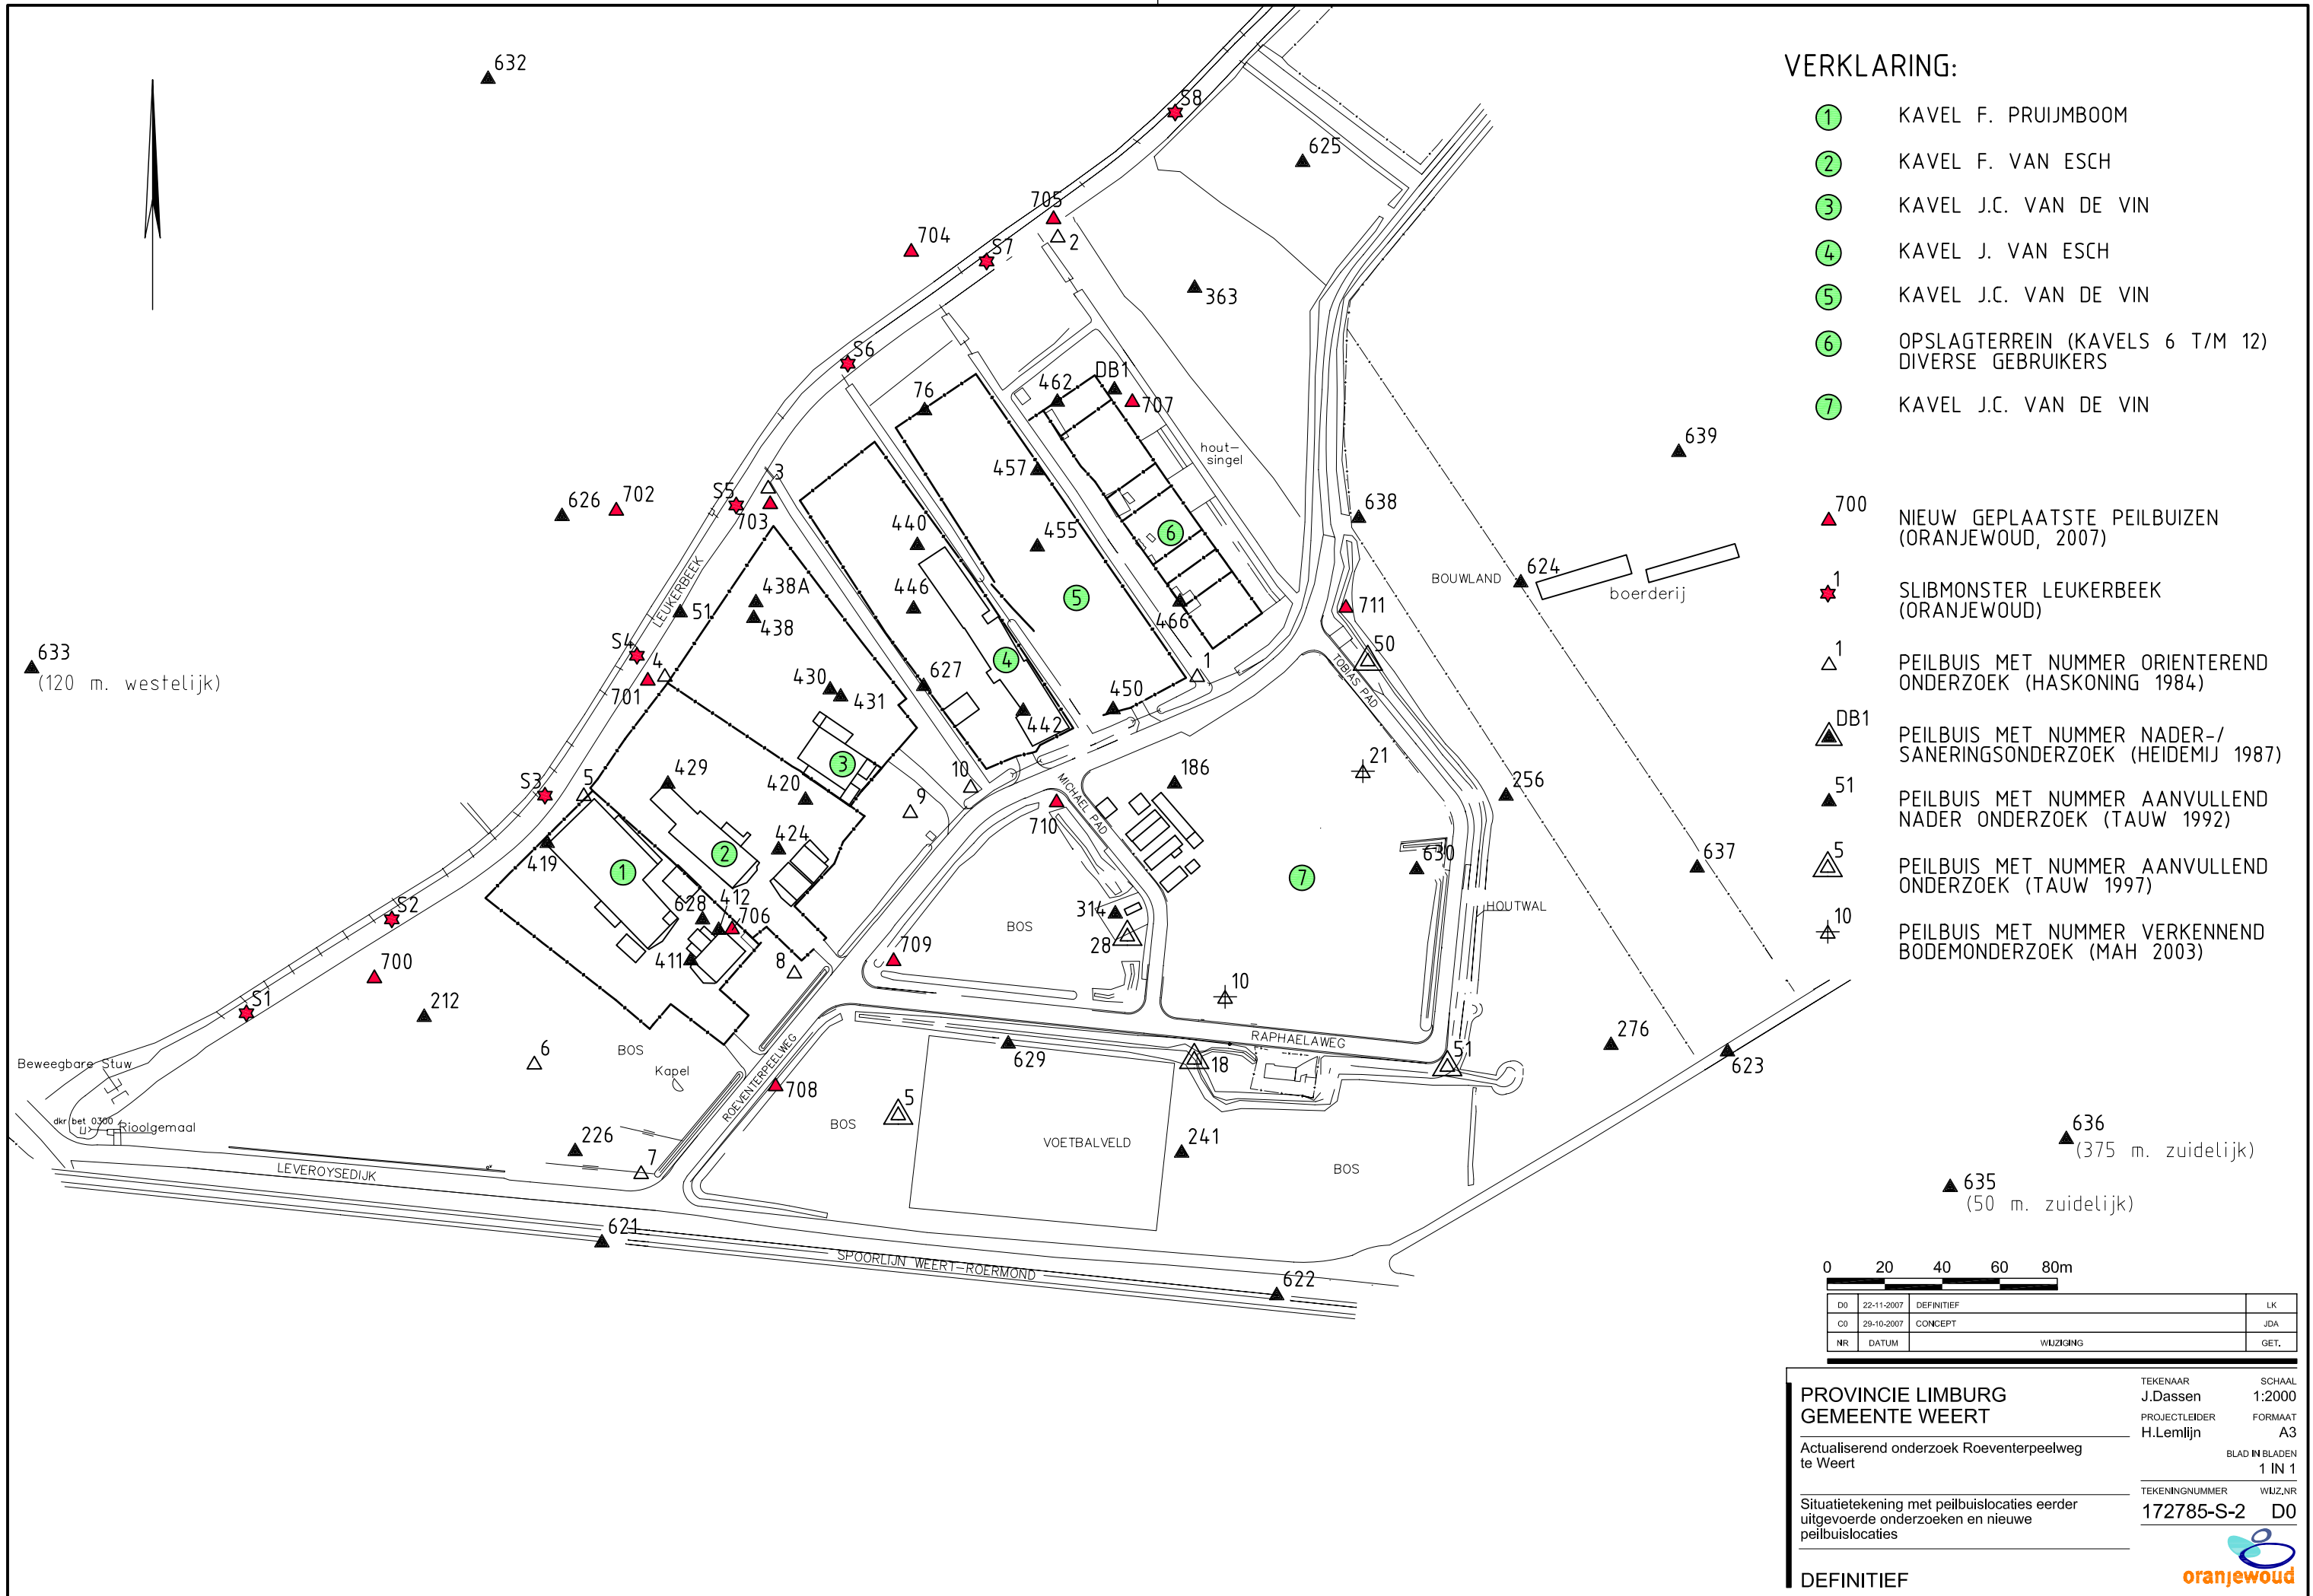 632
S8
625
705
2
704
S7
363
S6
76
462
DB1
707
hout-
singel
457
639
3
S5
703
626
702
638
440
455
6
BOUWLAND
624
boerderij
LEUKERBEEK
438A
438
51
446
5
466
711
50
TOBIAS PAD
633
(120 m. westelijk)
S4
4
701
430
431
627
4
442
450
1
3
10
9
MICHAEL PAD
710
186
21
256
S3
5
429
420
424
419
1
2
628
412
706
411
8
709
314
28
BOS
630
7
637
HOUTWAL
S2
700
S1
212
6
BOS
Kapel
ROEVENTERPEELWEG
708
10
RAPHAELAWEG
629
18
51
276
623
Beweegbare Stuw
dkr bet 0300
Rioolgemaal
226
7
LEVEROYSEDIJK
5
BOS
VOETBALVELD
241
BOS
636
(375 m. zuidelijk)
635
(50 m. zuidelijk)
621
SPOORLIJN WEERT-ROERMOND
622
VERKLARING:
1 KAVEL F. PRUIJMBOOM
2 KAVEL F. VAN ESCH
3 KAVEL J.C. VAN DE VIN
4 KAVEL J. VAN ESCH
5 KAVEL J.C. VAN DE VIN
6 OPSLAGTERREIN (KAVELS 6 T/M 12)
DIVERSE GEBRUIKERS
7 KAVEL J.C. VAN DE VIN
700 NIEUW GEPLAATSTE PEILBUIZEN
(ORANJEWOUD, 2007)
1 SLIBMONSTER LEUKERBEEK
(ORANJEWOUD)
1 PEILBUIS MET NUMMER ORIENTEREND
ONDERZOEK (HASKONING 1984)
DB1 PEILBUIS MET NUMMER NADER-/
SANERINGSONDERZOEK (HEIDEMIJ 1987)
51 PEILBUIS MET NUMMER AANVULLEND
NADER ONDERZOEK (TAUW 1992)
5 PEILBUIS MET NUMMER AANVULLEND
ONDERZOEK (TAUW 1997)
10 PEILBUIS MET NUMMER VERKENNEND
BODEMONDERZOEK (MAH 2003)
0 20 40 60 80m
D0 22-11-2007 DEFINITIEF LK
C0 29-10-2007 CONCEPT JDA
NR DATUM WIJZIGING GET.
PROVINCIE LIMBURG
GEMEENTE WEERT
Actualiserend onderzoek Roeventerpeelweg
te Weert
Situatietekening met peilbuislocaties eerder
uitgevoerde onderzoeken en nieuwe
peilbuislocaties
DEFINITIEF
TEKENAAR SCHAAL
J.Dassen 1:2000
PROJECTLEIDER FORMAAT
H.Lemlijn A3
BLAD IN BLADEN
1 IN 1
TEKENINGNUMMER WIJZ.NR
172785-S-2 D0
oranjewoud